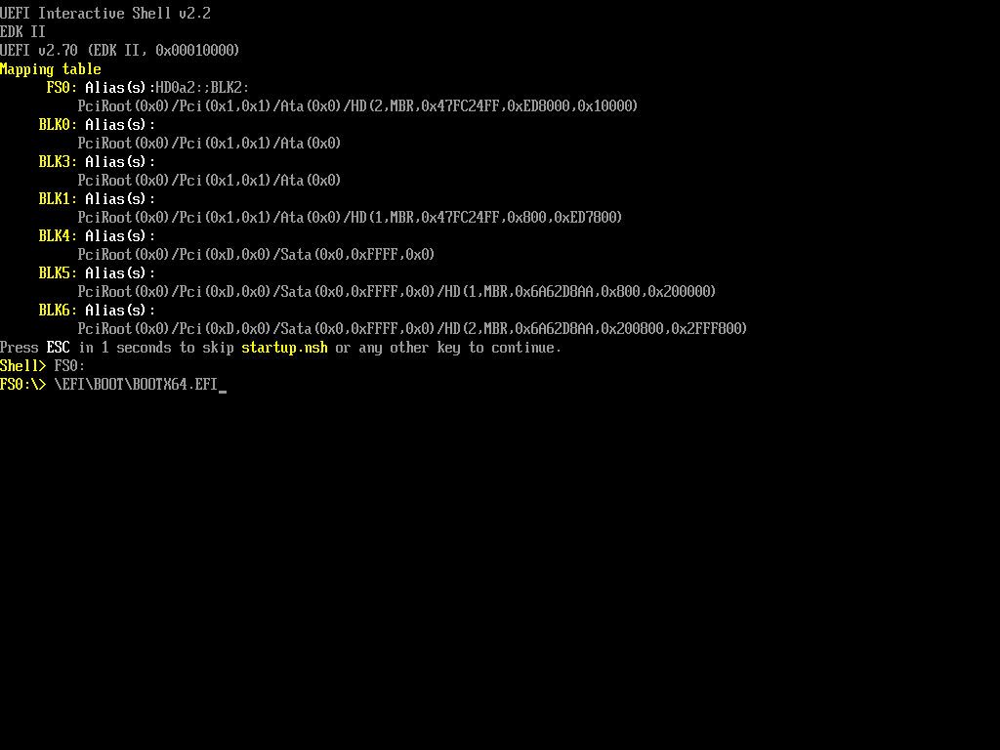 UEFI Interactive Shell v2.2
EDK II
UEFI v2.70 (EDK II, 0x00010000)
Mapping table
FS0: Alias(s):HD0a2:;BLK2:
PciRoot(0x0)/Pci(0x1,0x1)/Ata(0x0)/HD(2,MBR,0x47FC24FF,0xED8000,0x10000)
BLK0: Alias(s):
PciRoot(0x0)/Pci(0x1,0x1)/Ata(0x0)
BLK3: Alias(s):
PciRoot(0x0)/Pci(0x1,0x1)/Ata(0x0)
BLK1: Alias(s):
PciRoot(0x0)/Pci(0x1,0x1)/Ata(0x0)/HD(1,MBR,0x47FC24FF,0x800,0xED7800)
BLK4: Alias(s):
PciRoot(0x0)/Pci(0xD,0x0)/Sata(0x0,0xFFFF,0x0)
BLK5: Alias(s):
PciRoot(0x0)/Pci(0xD,0x0)/Sata(0x0,0xFFFF,0x0)/HD(1,MBR,0x6A62D8AA,0x800,0x200000)
BLK6: Alias(s):
PciRoot(0x0)/Pci(0xD,0x0)/Sata(0x0,0xFFFF,0x0)/HD(2,MBR,0x6A62D8AA,0x200800,0x2FFF800)
Press ESC in 1 seconds to skip startup.nsh or any other key to continue.
Shell> FS0:
FS0:\> \EFI\BOOT\BOOTX64.EFI_